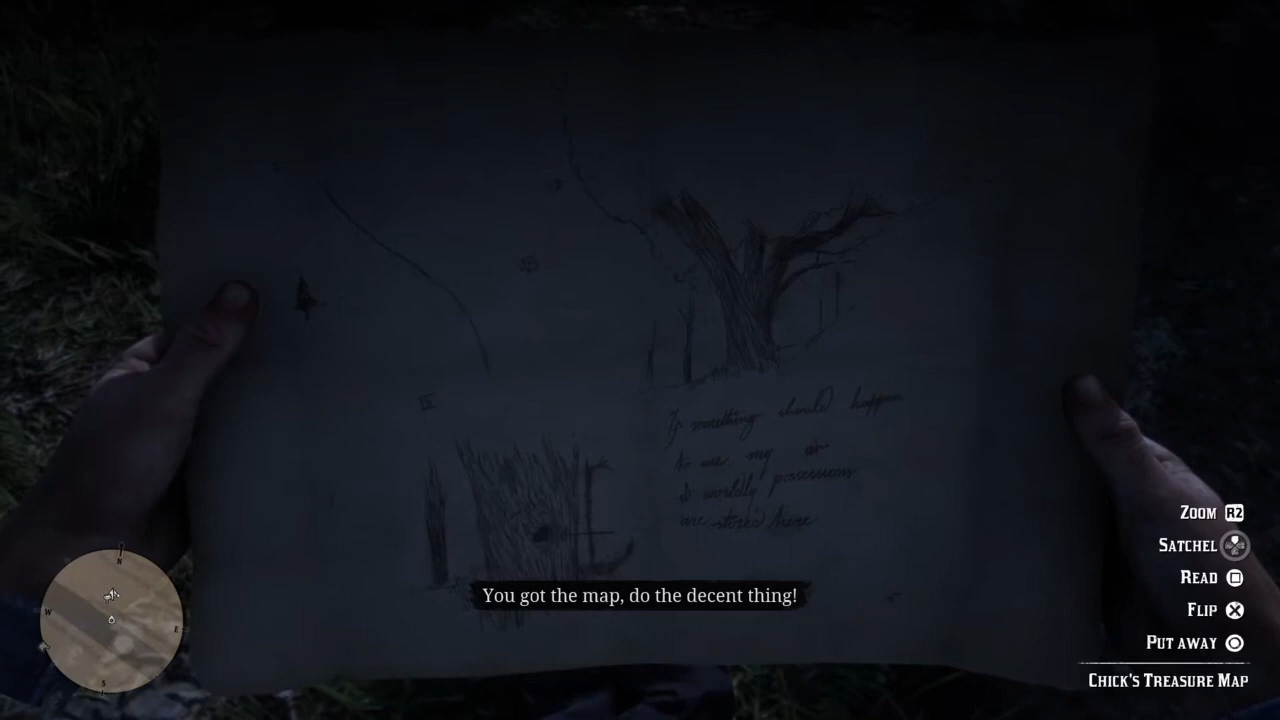 If something should happen
to me, my
worldly possessions
are stored here
You got the map, do the decent thing!
N
W
E
S
Zoom R2
Satchel
Read
Flip
Put away
Chick's Treasure Map